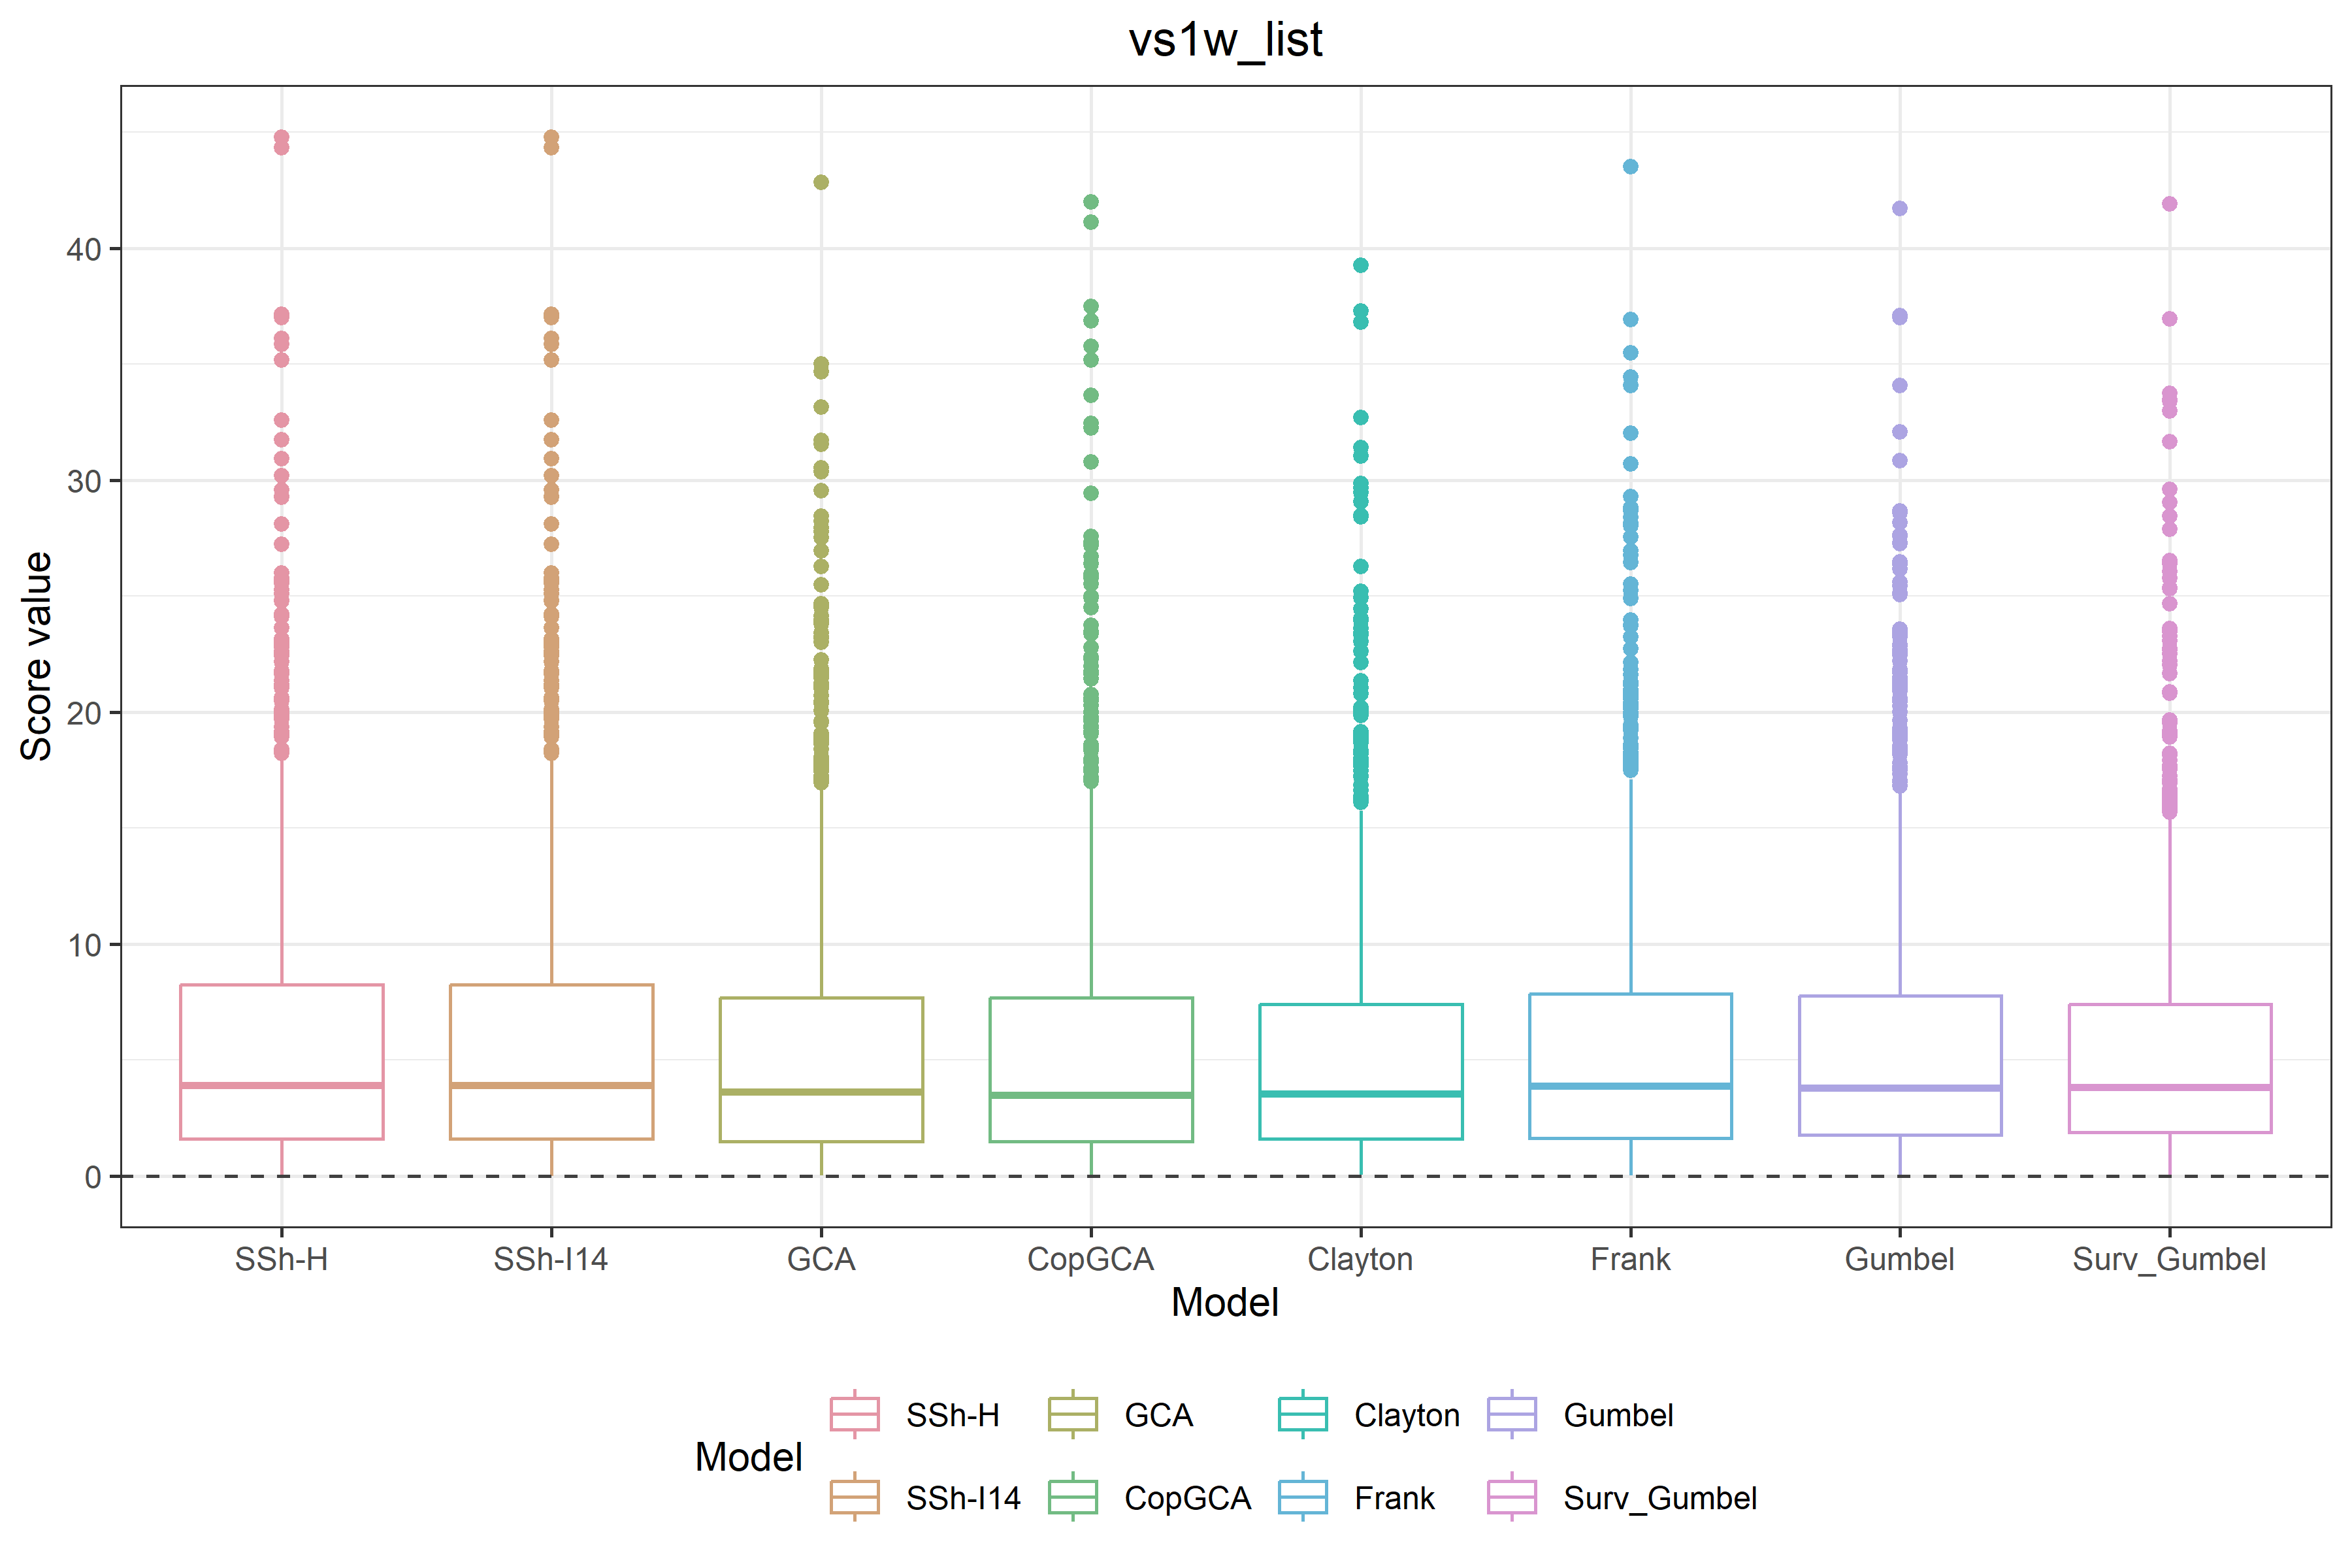 vs1w_list
Score value
40
30
20
10
0
SSh-H SSh-I14 GCA CopGCA Clayton Frank Gumbel Surv_Gumbel
Model
Model
SSh-H GCA Clayton Gumbel
SSh-I14 CopGCA Frank Surv_Gumbel